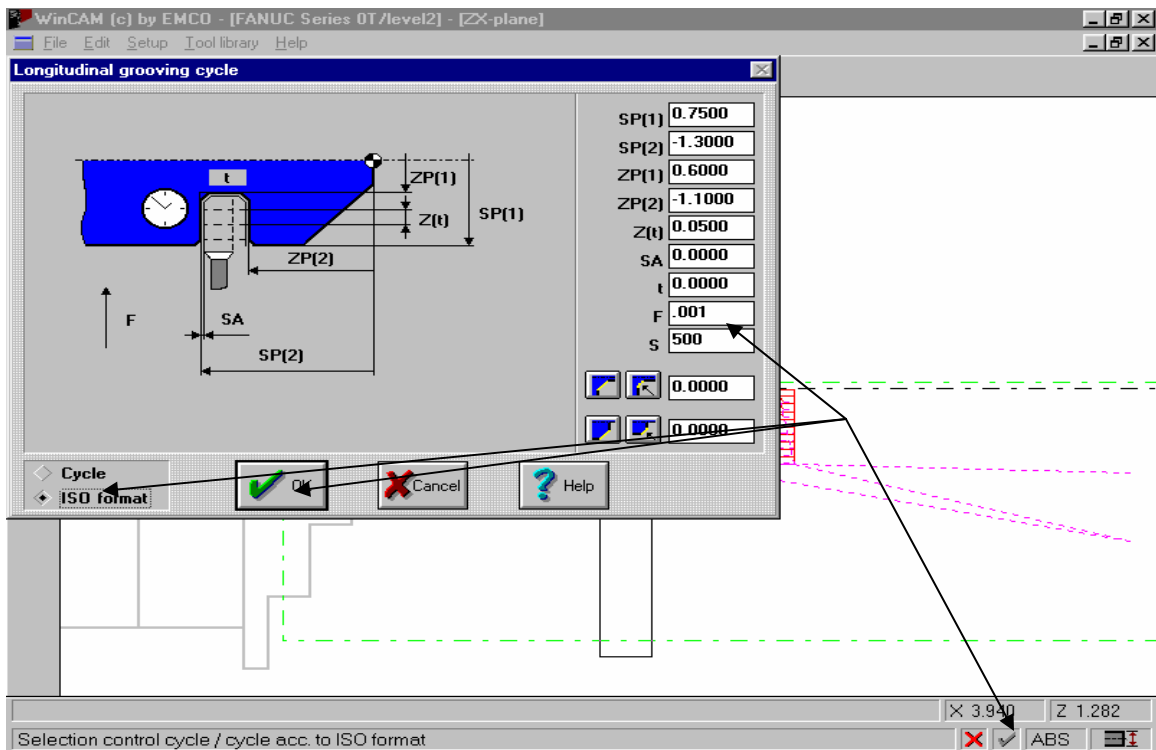 WinCAM (c) by EMCO - [FANUC Series 0T/level2] - [ZX-plane]
File Edit Setup Tool library Help
Longitudinal grooving cycle
t
ZP(1)
Z(t)
SP(1)
ZP(2)
F
SA
SP(2)
SP(1) 0.7500
SP(2) -1.3000
ZP(1) 0.6000
ZP(2) -1.1000
Z(t) 0.0500
SA 0.0000
t 0.0000
F .001
S 500
0.0000
0.0000
Cycle
ISO format
OK
Cancel
Help
X 3.940 Z 1.282
Selection control cycle / cycle acc. to ISO format
ABS